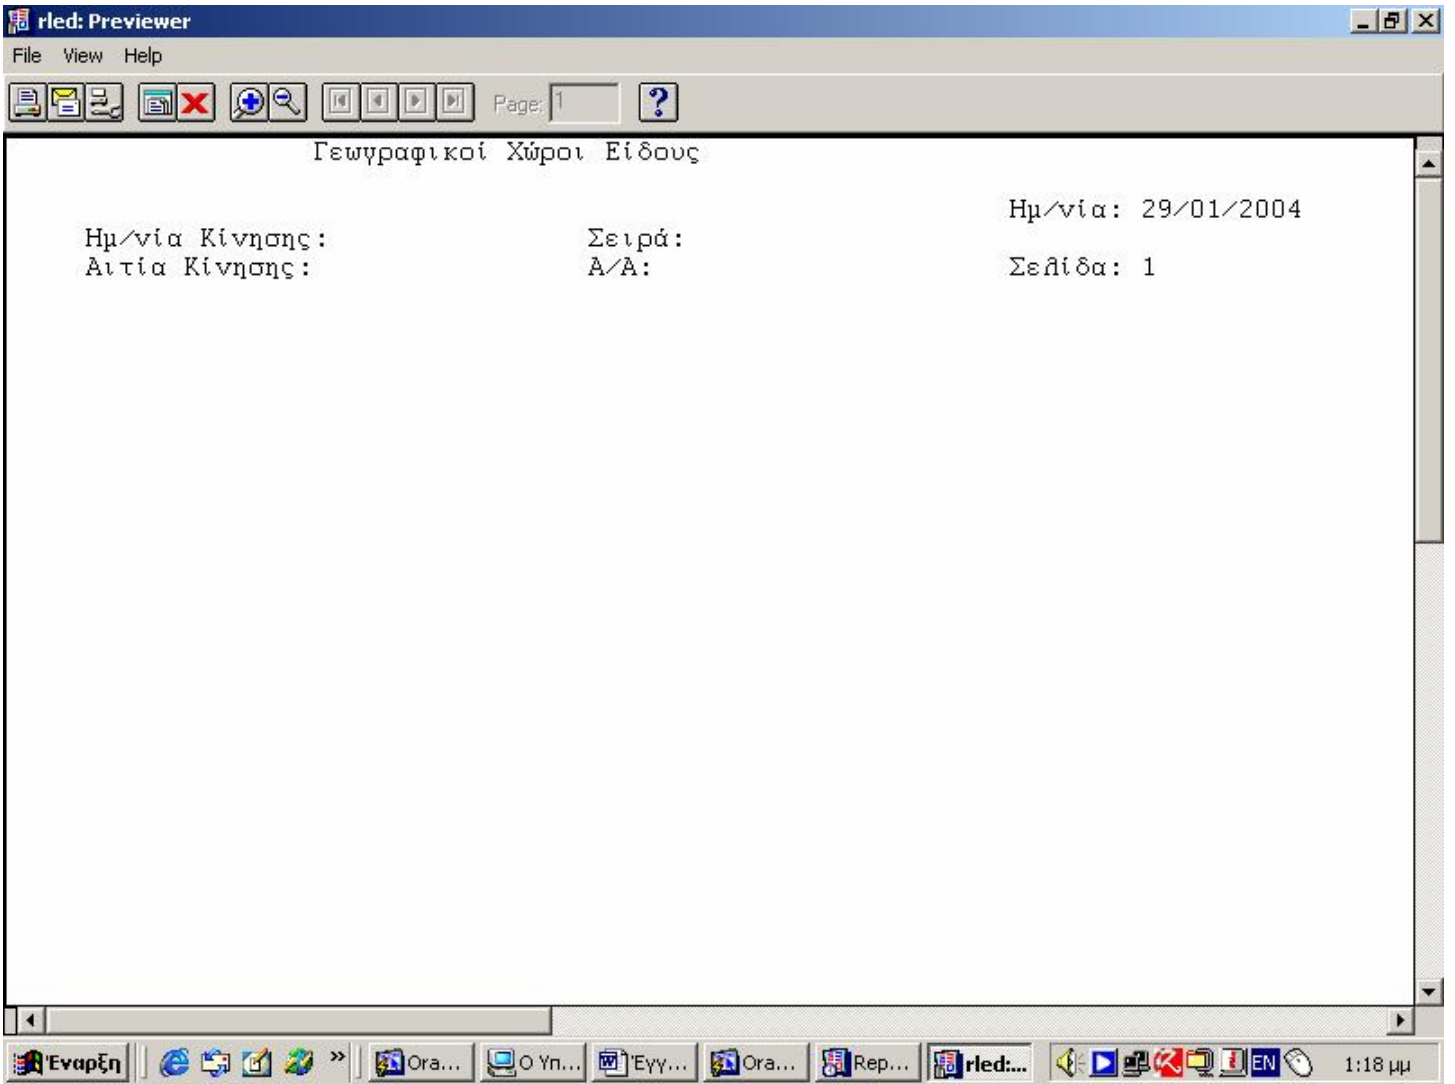 rled: Previewer
File View Help
Page: 1
Γεωγραφικοί Χώροι Είδους
Ημ/νία: 29/01/2004
Ημ/νία Κίνησης: Σειρά:
Αιτία Κίνησης: Α/Α: Σελίδα: 1
Έναρξη » Ora... Ο Υπ... Έγγ... Ora... Rep... rled:... EN 1:18 μμ